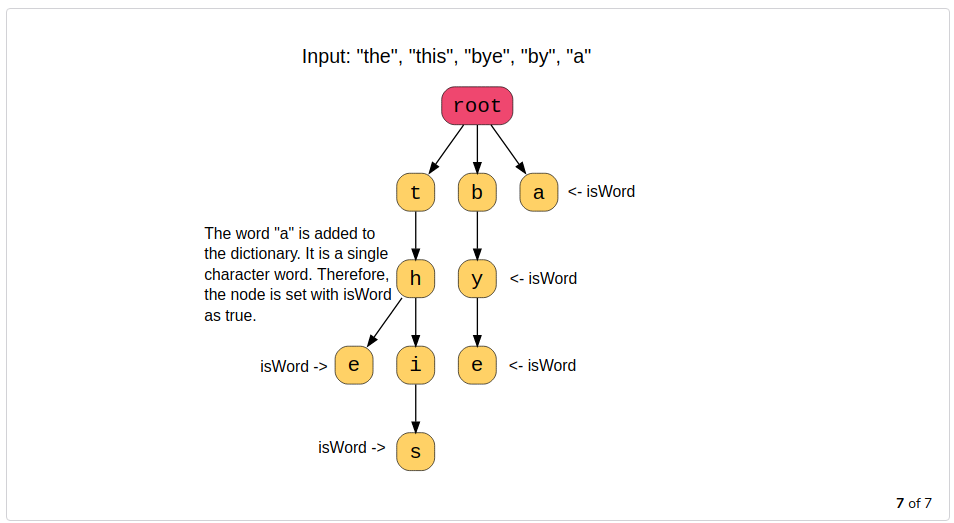 Input: "the", "this", "bye", "by", "a"
root
t
b
a
<- isWord
The word "a" is added to
the dictionary. It is a single
character word. Therefore,
the node is set with isWord
as true.
h
y
<- isWord
isWord ->
e
i
e
<- isWord
isWord ->
s
7 of 7